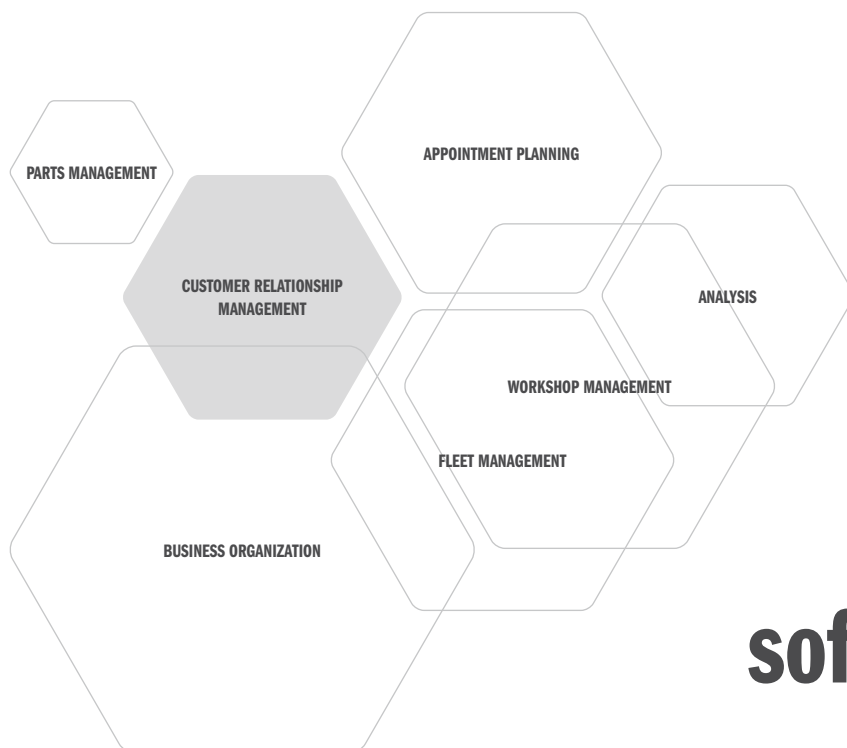 APPOINTMENT PLANNING
PARTS MANAGEMENT
CUSTOMER RELATIONSHIP
MANAGEMENT
ANALYSIS
WORKSHOP MANAGEMENT
FLEET MANAGEMENT
BUSINESS ORGANIZATION
sof